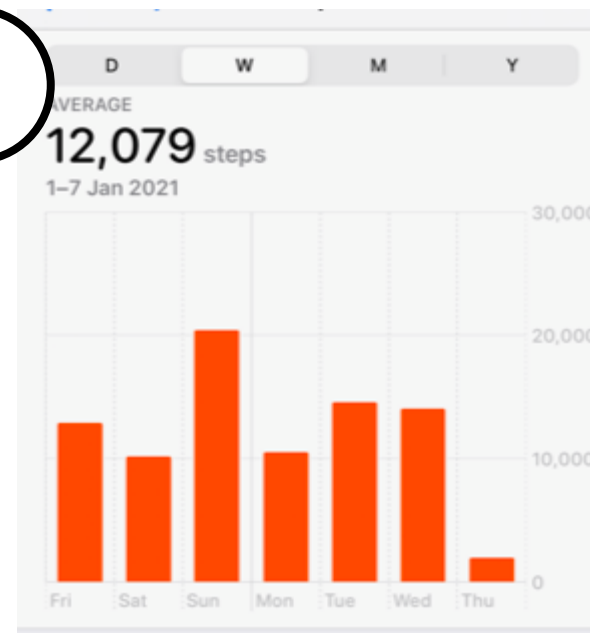 D W M Y
AVERAGE
12,079 steps
1–7 Jan 2021
30,000
20,000
10,000
0
Fri Sat Sun Mon Tue Wed Thu